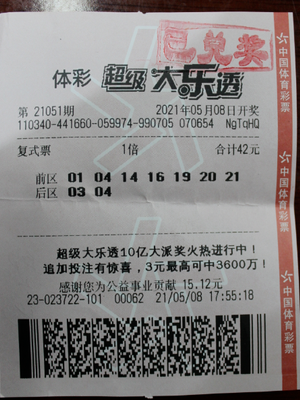 已兑奖
体彩 超级大乐透
第 21051期 2021年05月08日开奖
110340-441660-059974-990705 070654 NgTqHQ
复式票 1倍 合计42元
前区 01 04 14 16 19 20 21
后区 03 04
超级大乐透10亿大派奖火热进行中！
追加投注有惊喜，3元最高可中3600万！
感谢您为公益事业贡献 15.12元
23-023722-101 00062 21/05/08 17:55:18
中国体育彩票
中国体育彩票
中国体育彩票